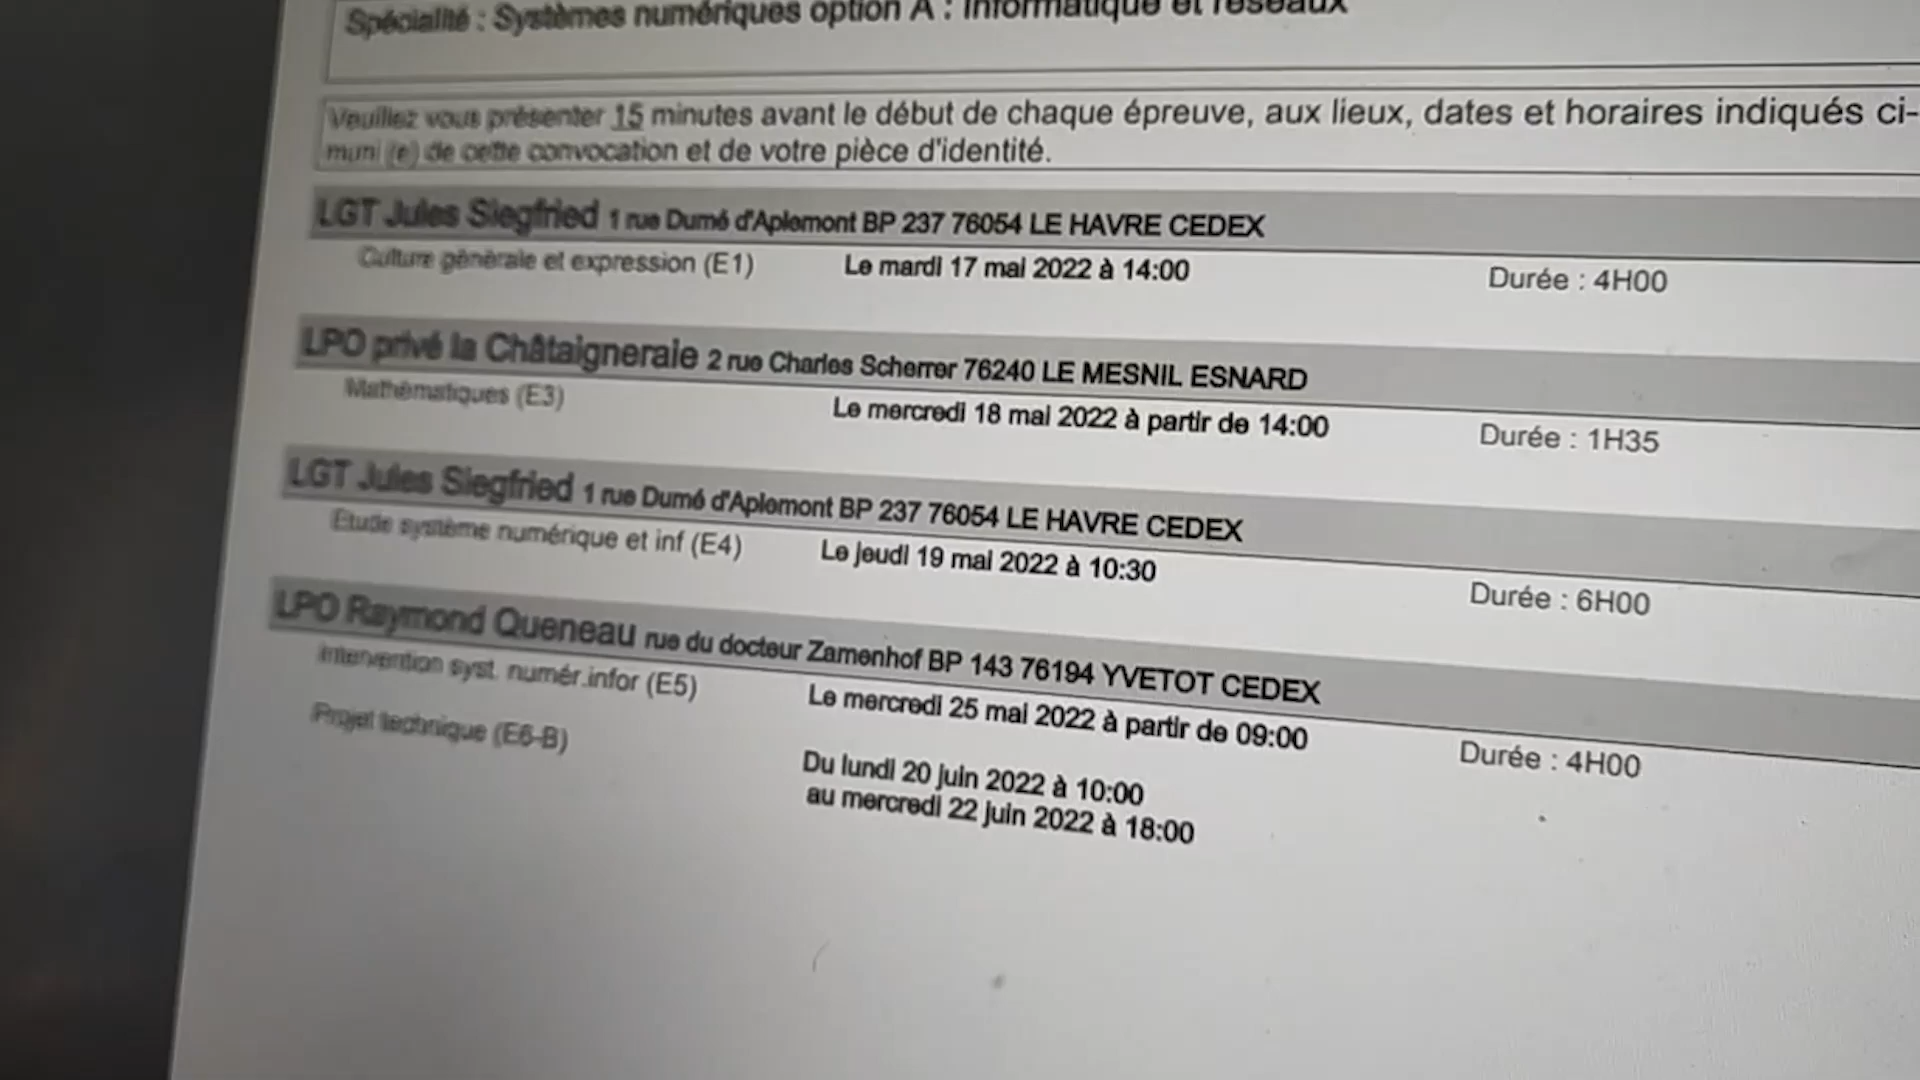 Spécialité : Systèmes numériques option A : Informatique et réseaux
Veuillez vous présenter 15 minutes avant le début de chaque épreuve, aux lieux, dates et horaires indiqués ci-
muni (e) de cette convocation et de votre pièce d'identité.
LGT Jules Siegfried 1 rue Dumé d'Aplemont BP 237 76054 LE HAVRE CEDEX
Culture générale et expression (E1) Le mardi 17 mai 2022 à 14:00 Durée : 4H00
LPO privé la Châtaigneraie 2 rue Charles Scherrer 76240 LE MESNIL ESNARD
Mathématiques (E3) Le mercredi 18 mai 2022 à partir de 14:00 Durée : 1H35
LGT Jules Siegfried 1 rue Dumé d'Aplemont BP 237 76054 LE HAVRE CEDEX
Etude système numérique et inf (E4) Le jeudi 19 mai 2022 à 10:30 Durée : 6H00
LPO Raymond Queneau rue du docteur Zamenhof BP 143 76194 YVETOT CEDEX
Intervention syst. numér.infor (E5) Le mercredi 25 mai 2022 à partir de 09:00 Durée : 4H00
Projet technique (E6-B) Du lundi 20 juin 2022 à 10:00
au mercredi 22 juin 2022 à 18:00